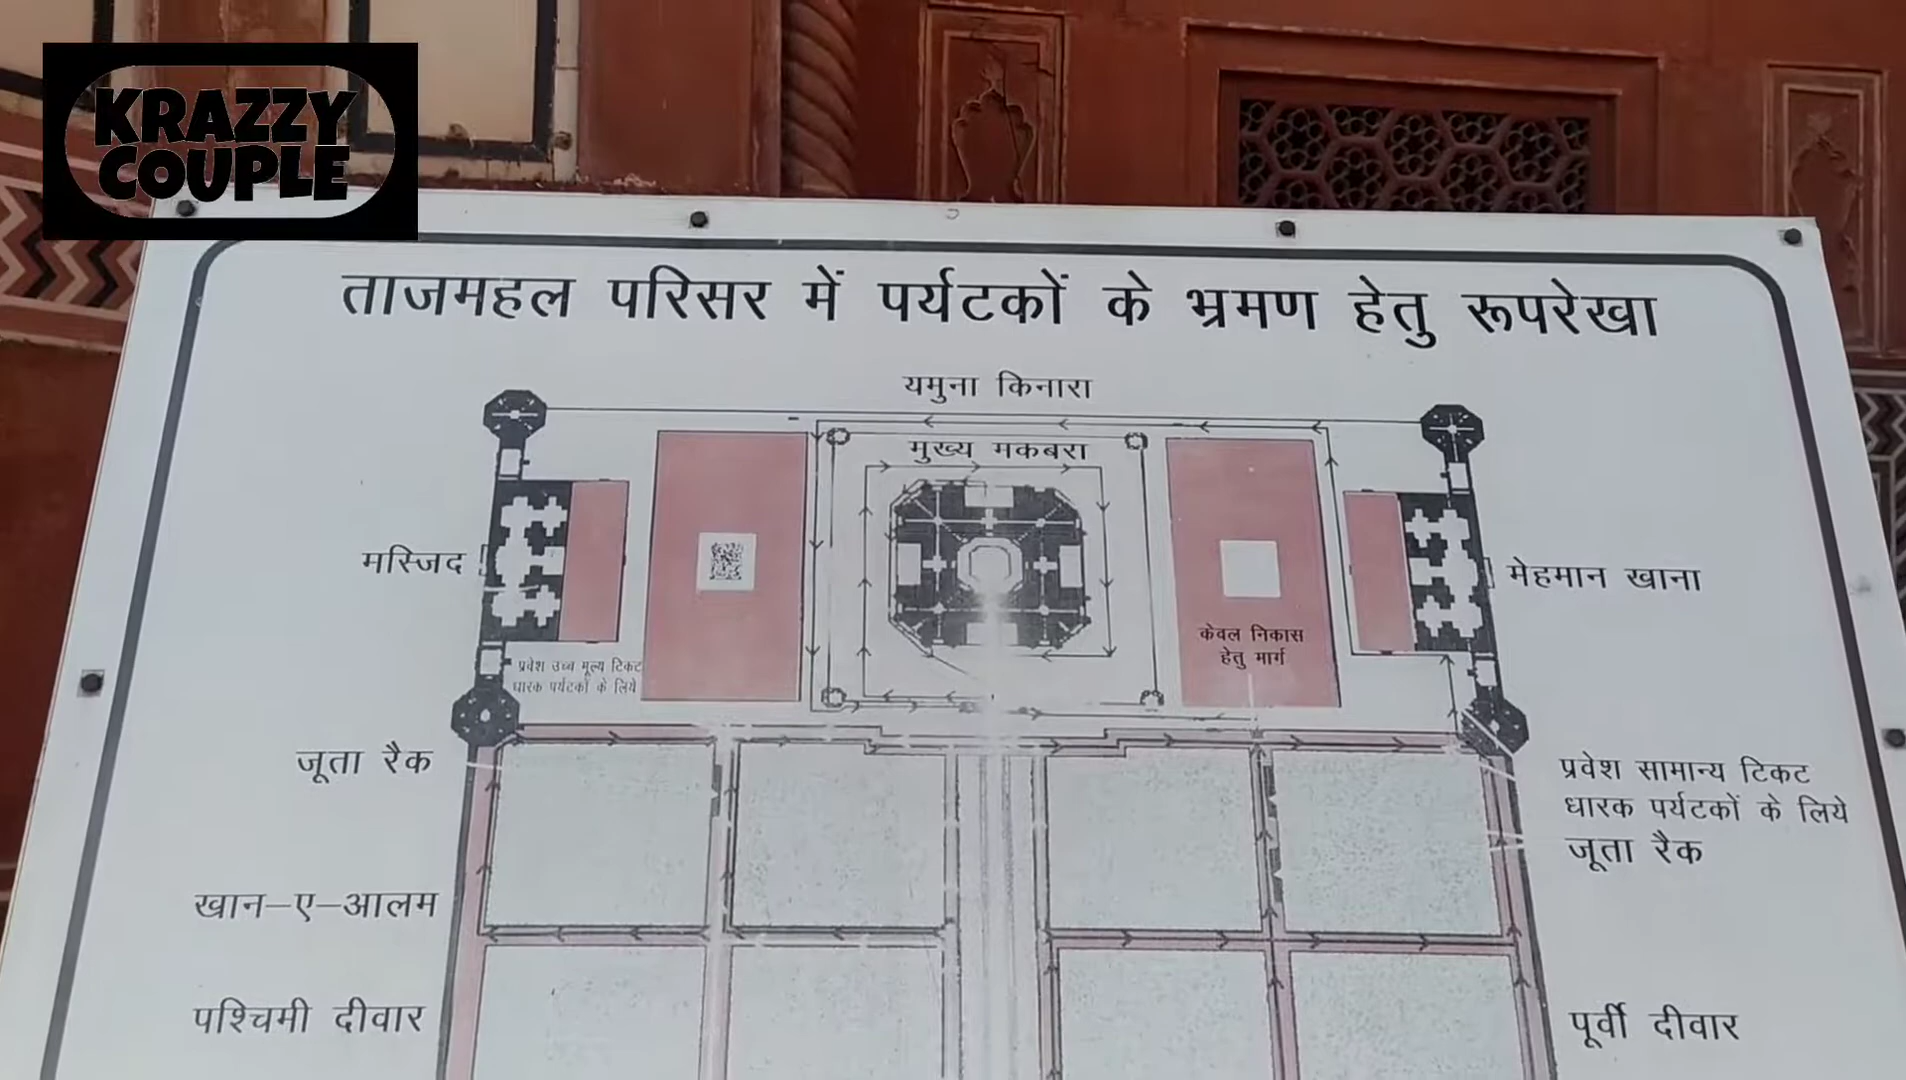 KRAZZY
COUPLE
ताजमहल परिसर में पर्यटकों के भ्रमण हेतु रूपरेखा
यमुना किनारा
मुख्य मकबरा
मस्जिद
मेहमान खाना
केवल निकास
हेतु मार्ग
प्रवेश उच्च मूल्य टिकट
धारक पर्यटकों के लिये
जूता रैक
प्रवेश सामान्य टिकट
धारक पर्यटकों के लिये
जूता रैक
खान-ए-आलम
पश्चिमी दीवार
पूर्वी दीवार